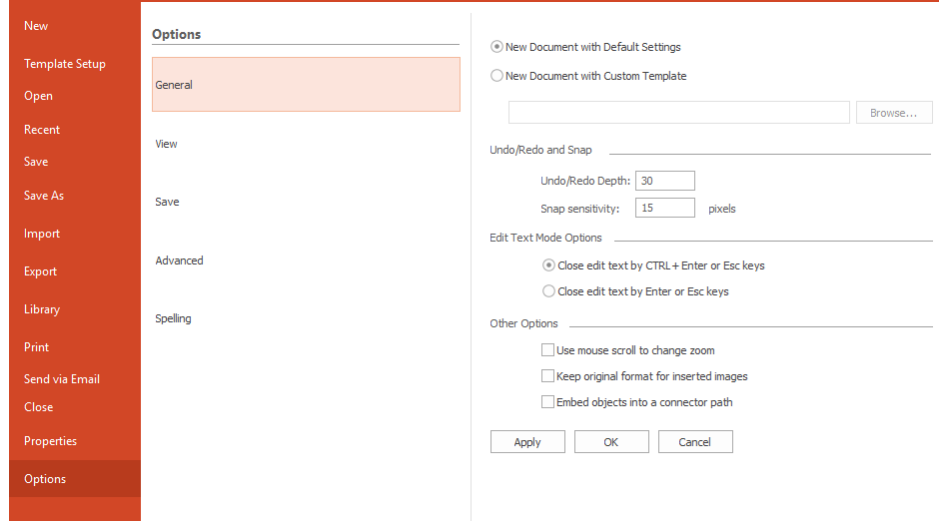 New
Template Setup
Open
Recent
Save
Save As
Import
Export
Library
Print
Send via Email
Close
Properties
Options
Options
General
View
Save
Advanced
Spelling
New Document with Default Settings
New Document with Custom Template
Browse...
Undo/Redo and Snap
Undo/Redo Depth: 30
Snap sensitivity: 15 pixels
Edit Text Mode Options
Close edit text by CTRL+Enter or Esc keys
Close edit text by Enter or Esc keys
Other Options
Use mouse scroll to change zoom
Keep original format for inserted images
Embed objects into a connector path
Apply OK Cancel